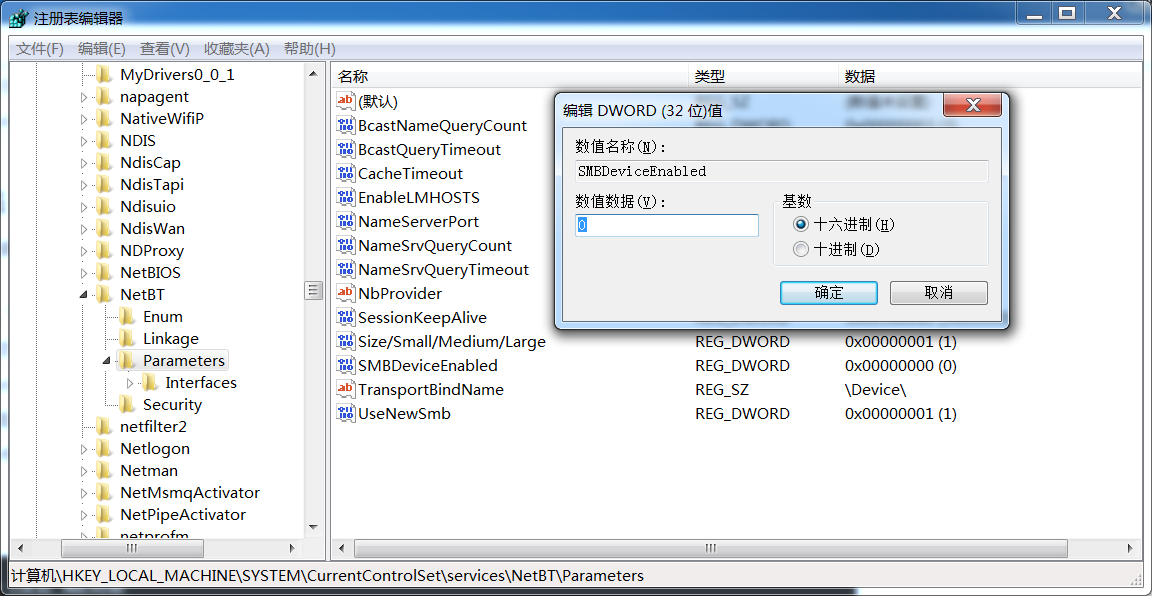 注册表编辑器
文件(F) 编辑(E) 查看(V) 收藏夹(A) 帮助(H)
MyDrivers0_0_1
napagent
NativeWifiP
NDIS
NdisCap
NdisTapi
Ndisuio
NdisWan
NDProxy
NetBIOS
NetBT
Enum
Linkage
Parameters
Interfaces
Security
netfilter2
Netlogon
Netman
NetMsmqActivator
NetPipeActivator
netprofm
名称 类型 数据
(默认)
BcastNameQueryCount
BcastQueryTimeout
CacheTimeout
EnableLMHOSTS
NameServerPort
NameSrvQueryCount
NameSrvQueryTimeout
NbProvider
SessionKeepAlive
Size/Small/Medium/Large REG_DWORD 0x00000001 (1)
SMBDeviceEnabled REG_DWORD 0x00000000 (0)
TransportBindName REG_SZ \Device\
UseNewSmb REG_DWORD 0x00000001 (1)
编辑 DWORD (32 位)值
数值名称(N):
SMBDeviceEnabled
数值数据(V):
0
基数
十六进制(H)
十进制(D)
确定 取消
计算机\HKEY_LOCAL_MACHINE\SYSTEM\CurrentControlSet\services\NetBT\Parameters